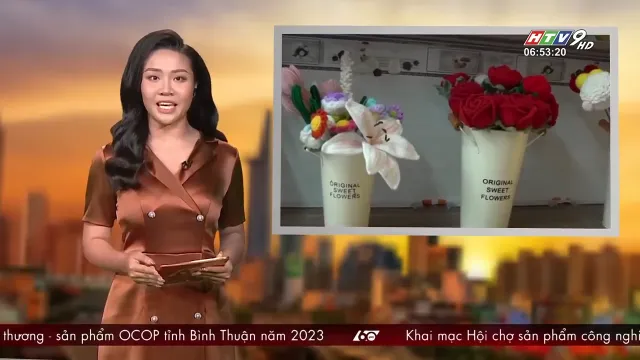 HTV9 HD
06:53:20
ORIGINAL
SWEET
FLOWERS
ORIGINAL
SWEET
FLOWERS
thương - sản phẩm OCOP tỉnh Bình Thuận năm 2023 60 Khai mạc Hội chợ sản phẩm công nghi